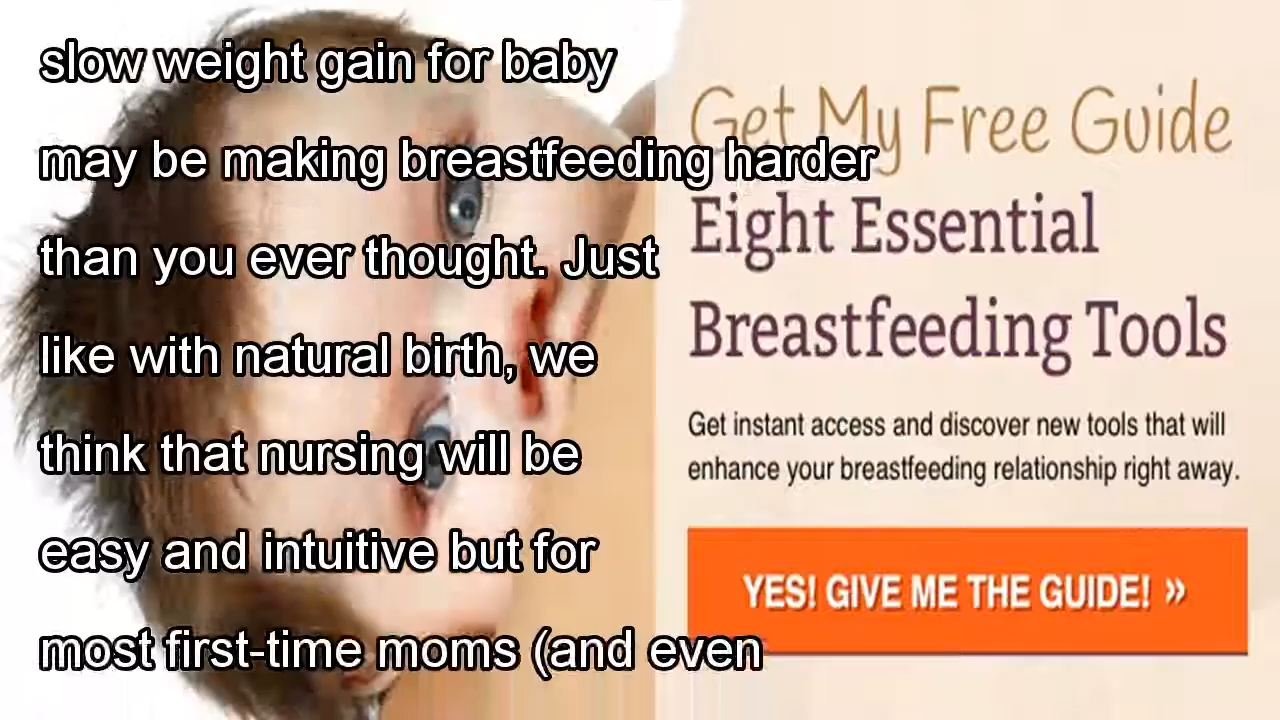 slow weight gain for baby
may be making breastfeeding harder
than you ever thought. Just
like with natural birth, we
think that nursing will be
easy and intuitive but for
most first-time moms (and even
Get My Free Guide
Eight Essential
Breastfeeding Tools
Get instant access and discover new tools that will
enhance your breastfeeding relationship right away.
YES! GIVE ME THE GUIDE! »